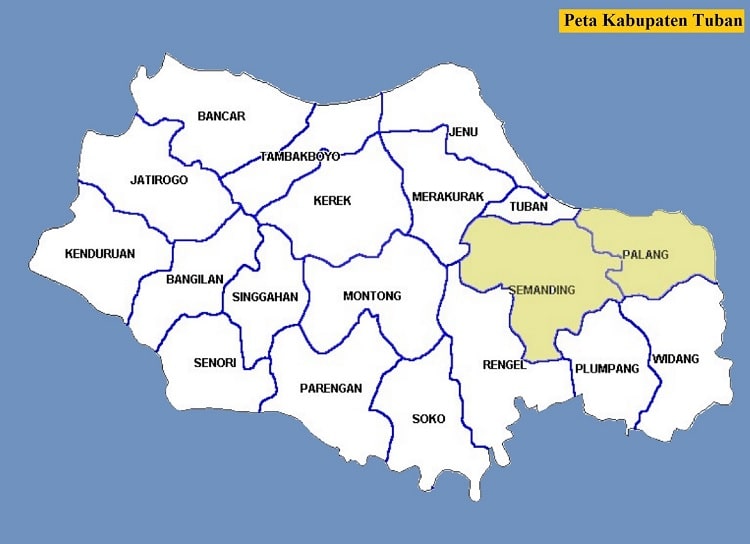 Peta Kabupaten Tuban
BANCAR
TAMBAKBOYO
JENU
JATIROGO
KEREK
MERAKURAK
TUBAN
KENDURUAN
PALANG
BANGILAN
SINGGAHAN
MONTONG
SEMANDING
SENORI
PARENGAN
RENGEL
PLUMPANG
WIDANG
SOKO